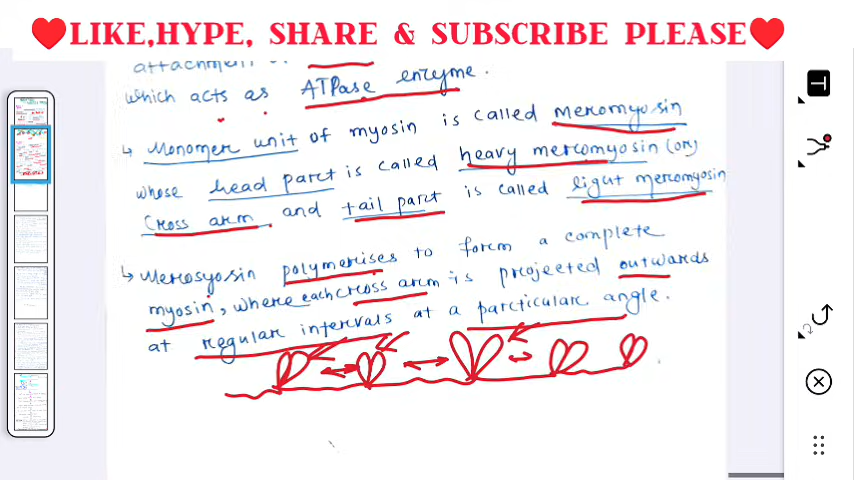 ❤LIKE,HYPE, SHARE & SUBSCRIBE PLEASE❤
attachment
which acts as ATPase enzyme.
↳ Monomer unit of myosin is called meromyosin
whose head part is called heavy meromyosin (or)
cross arm and tail part is called light meromyosin
↳ Meromyosin polymerises to form a complete
myosin, where each cross arm is projected outwards
at regular intervals at a particular angle.
T